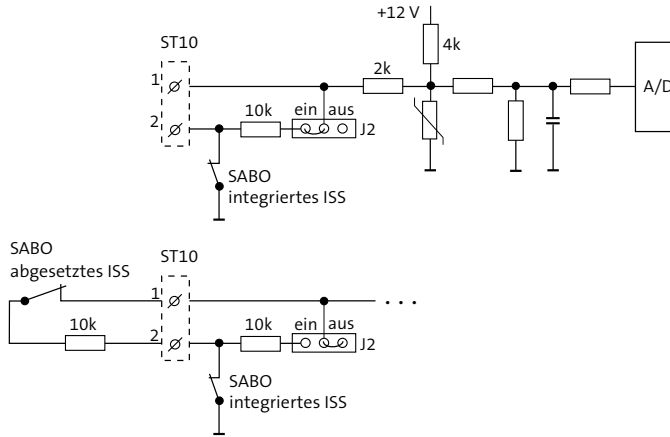 +12 V
ST10
4k
1
2k
A/D
2
10k
ein aus
J2
SABO
integriertes ISS
SABO
abgesetztes ISS
ST10
1
. . .
10k
2
10k
ein aus
J2
SABO
integriertes ISS